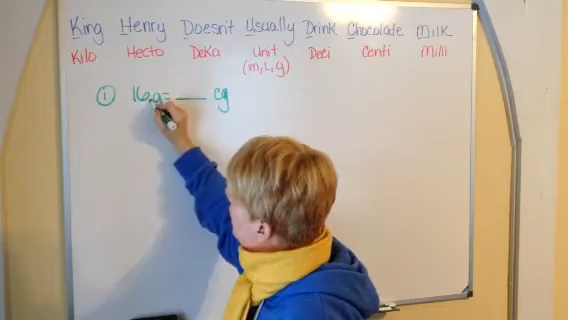 King Henry Doesn't Usually Drink Chocolate Milk
Kilo Hecto Deka Unit Deci Centi Milli
(m, L, g)
① 16g = ___ cg